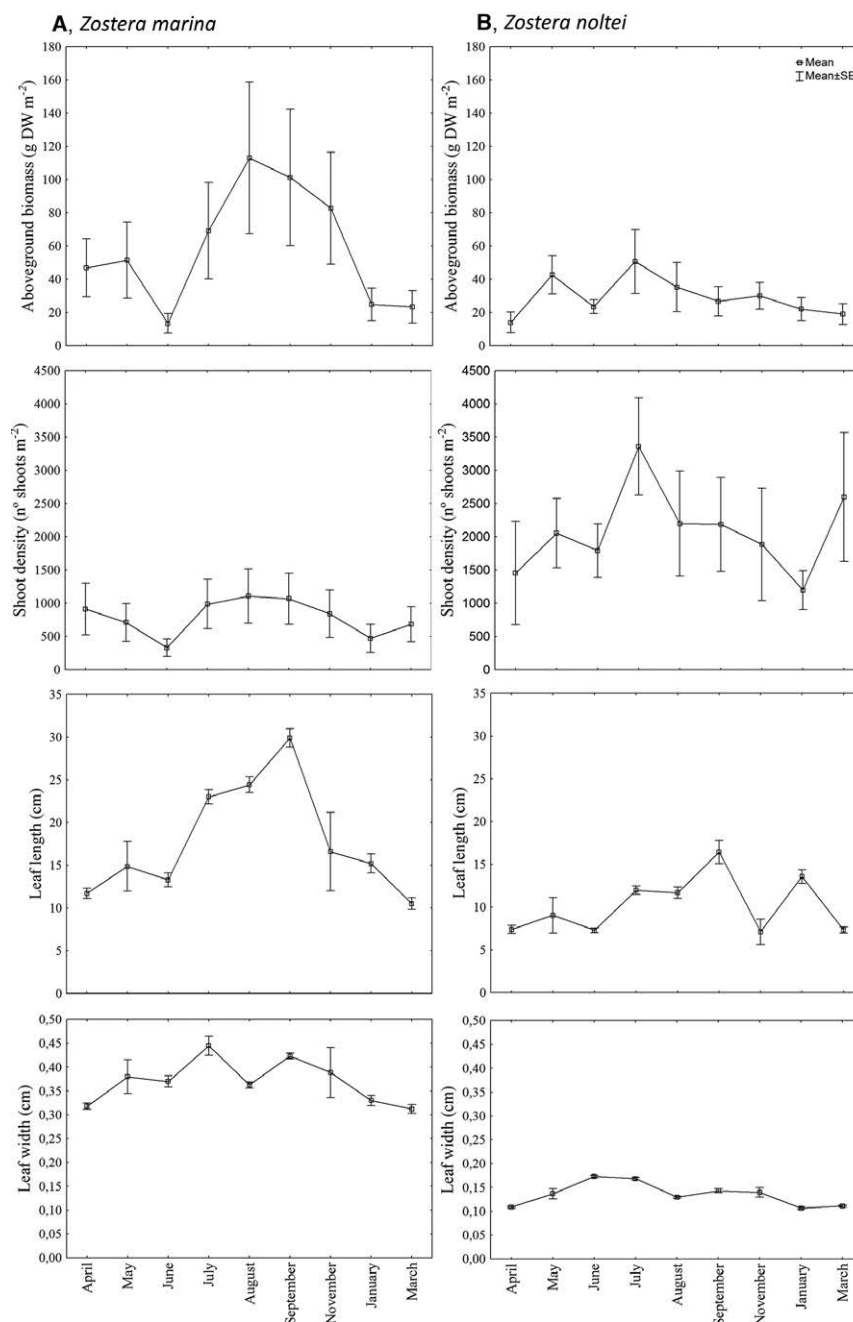 A, Zostera marina
B, Zostera noltei
Aboveground biomass (g DW m-2)
180
160
140
120
100
80
60
40
20
0
Aboveground biomass (g DW m-2)
180
160
140
120
100
80
60
40
20
0
Mean
Mean±SE
Shoot density (nº shoots m-2)
4500
4000
3500
3000
2500
2000
1500
1000
500
0
Shoot density (nº shoots m-2)
4500
4000
3500
3000
2500
2000
1500
1000
500
0
Leaf length (cm)
35
30
25
20
15
10
5
0
Leaf length (cm)
35
30
25
20
15
10
5
0
Leaf width (cm)
0,50
0,45
0,40
0,35
0,30
0,25
0,20
0,15
0,10
0,05
0,00
Leaf width (cm)
0,50
0,45
0,40
0,35
0,30
0,25
0,20
0,15
0,10
0,05
0,00
April
May
June
July
August
September
November
January
March
April
May
June
July
August
September
November
January
March